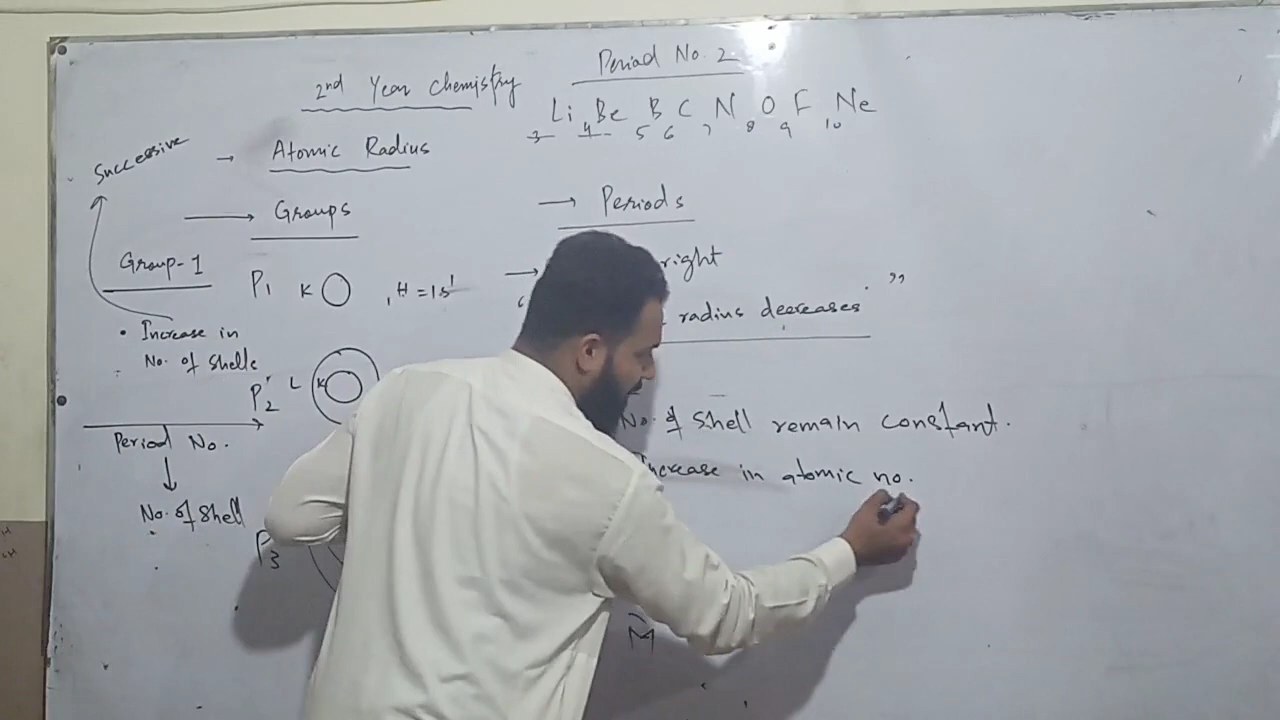 2nd Year Chemistry
Period No. 2
Li Be B C N O F Ne
3 4 5 6 7 8 9 10
Successive
→ Atomic Radius
→ Groups
→ Periods
Group-1
P1 K
1H = 1s1
→ right
radius decreases"
• Increase in
No. of shells
P2 L K
No. of shell remain constant.
Period No.
Increase in atomic no.
↓
No. of shell
P3
M